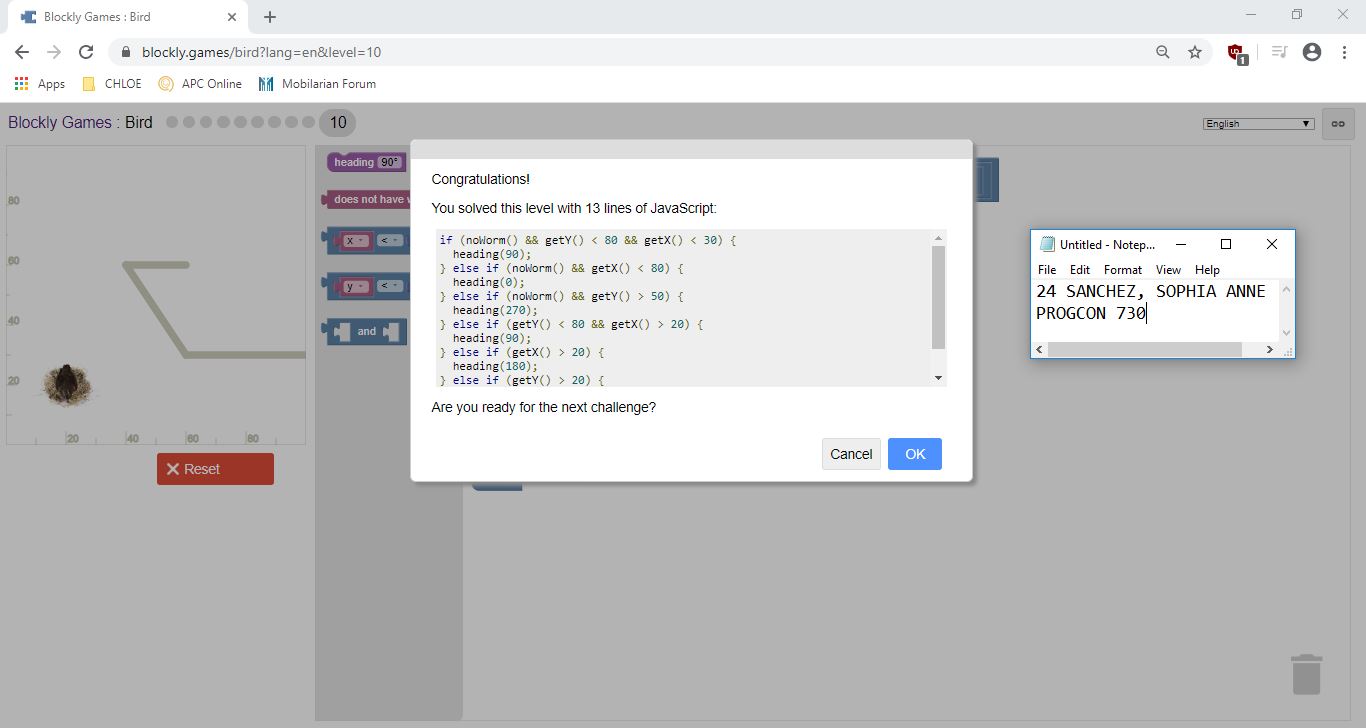 Blockly Games : Bird
blockly.games/bird?lang=en&level=10
1
Apps
CHLOE
APC Online
Mobilarian Forum
Blockly Games : Bird
10
English
80
60
40
20
20
40
60
80
Reset
heading 90°
does not have
x <
y <
and
Congratulations!
You solved this level with 13 lines of JavaScript:
if (noWorm() && getY() < 80 && getX() < 30) {
heading(90);
} else if (noWorm() && getX() < 80) {
heading(0);
} else if (noWorm() && getY() > 50) {
heading(270);
} else if (getY() < 80 && getX() > 20) {
heading(90);
} else if (getX() > 20) {
heading(180);
} else if (getY() > 20) {
Are you ready for the next challenge?
Cancel
OK
Untitled - Notep...
File Edit Format View Help
24 SANCHEZ, SOPHIA ANNE
PROGCON 730